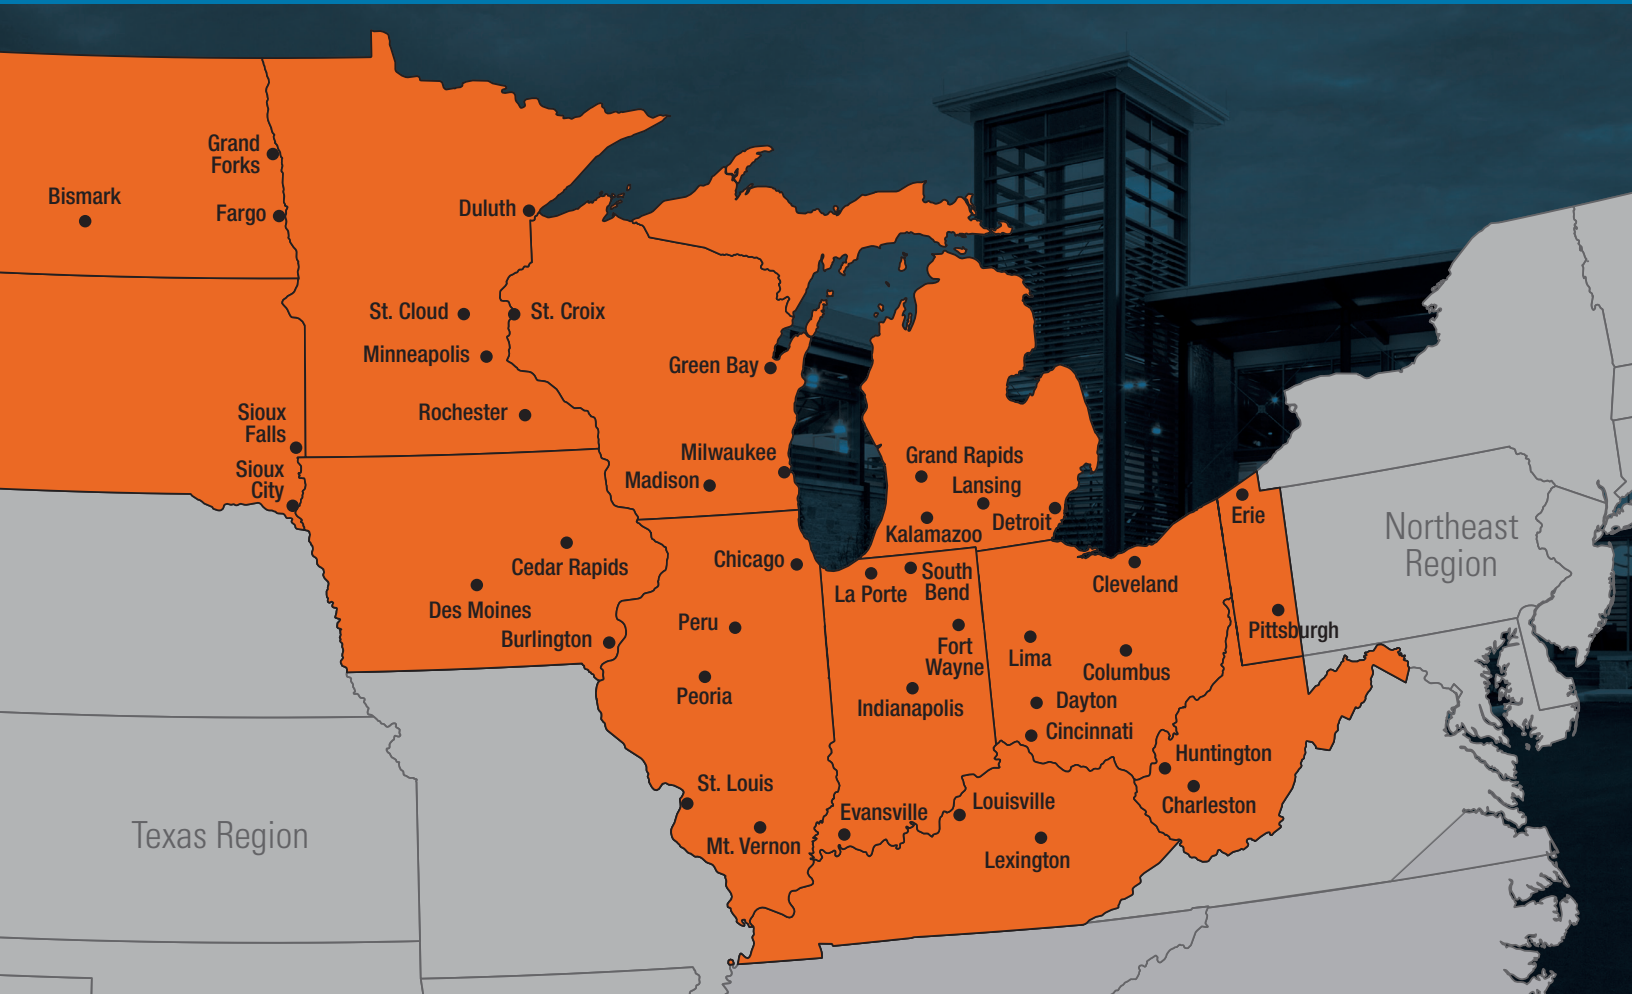 Grand
Forks
Bismark
Fargo
Duluth
St. Cloud
St. Croix
Minneapolis
Green Bay
Rochester
Sioux
Falls
Sioux
City
Milwaukee
Madison
Grand Rapids
Lansing
Kalamazoo
Detroit
Erie
Northeast
Region
Cedar Rapids
Chicago
La Porte
South
Bend
Cleveland
Des Moines
Burlington
Peru
Fort
Wayne
Lima
Columbus
Pittsburgh
Peoria
Indianapolis
Dayton
Cincinnati
Huntington
Charleston
St. Louis
Mt. Vernon
Evansville
Louisville
Lexington
Texas Region